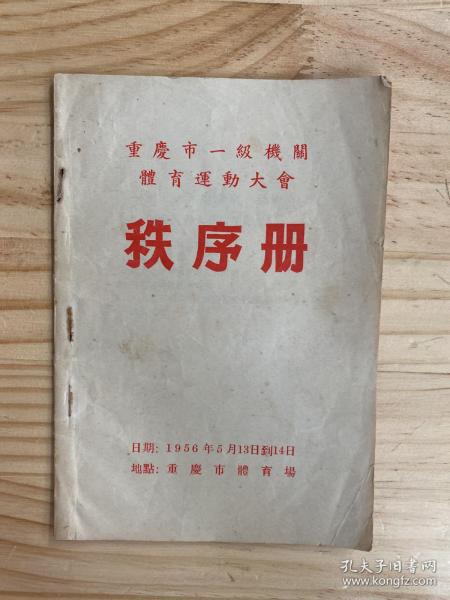 重慶市一級機關
體育運動大會
秩序册
日期：1956年5月13日到14日
地點：重慶市體育場
孔夫子旧书网
www.kongfz.com